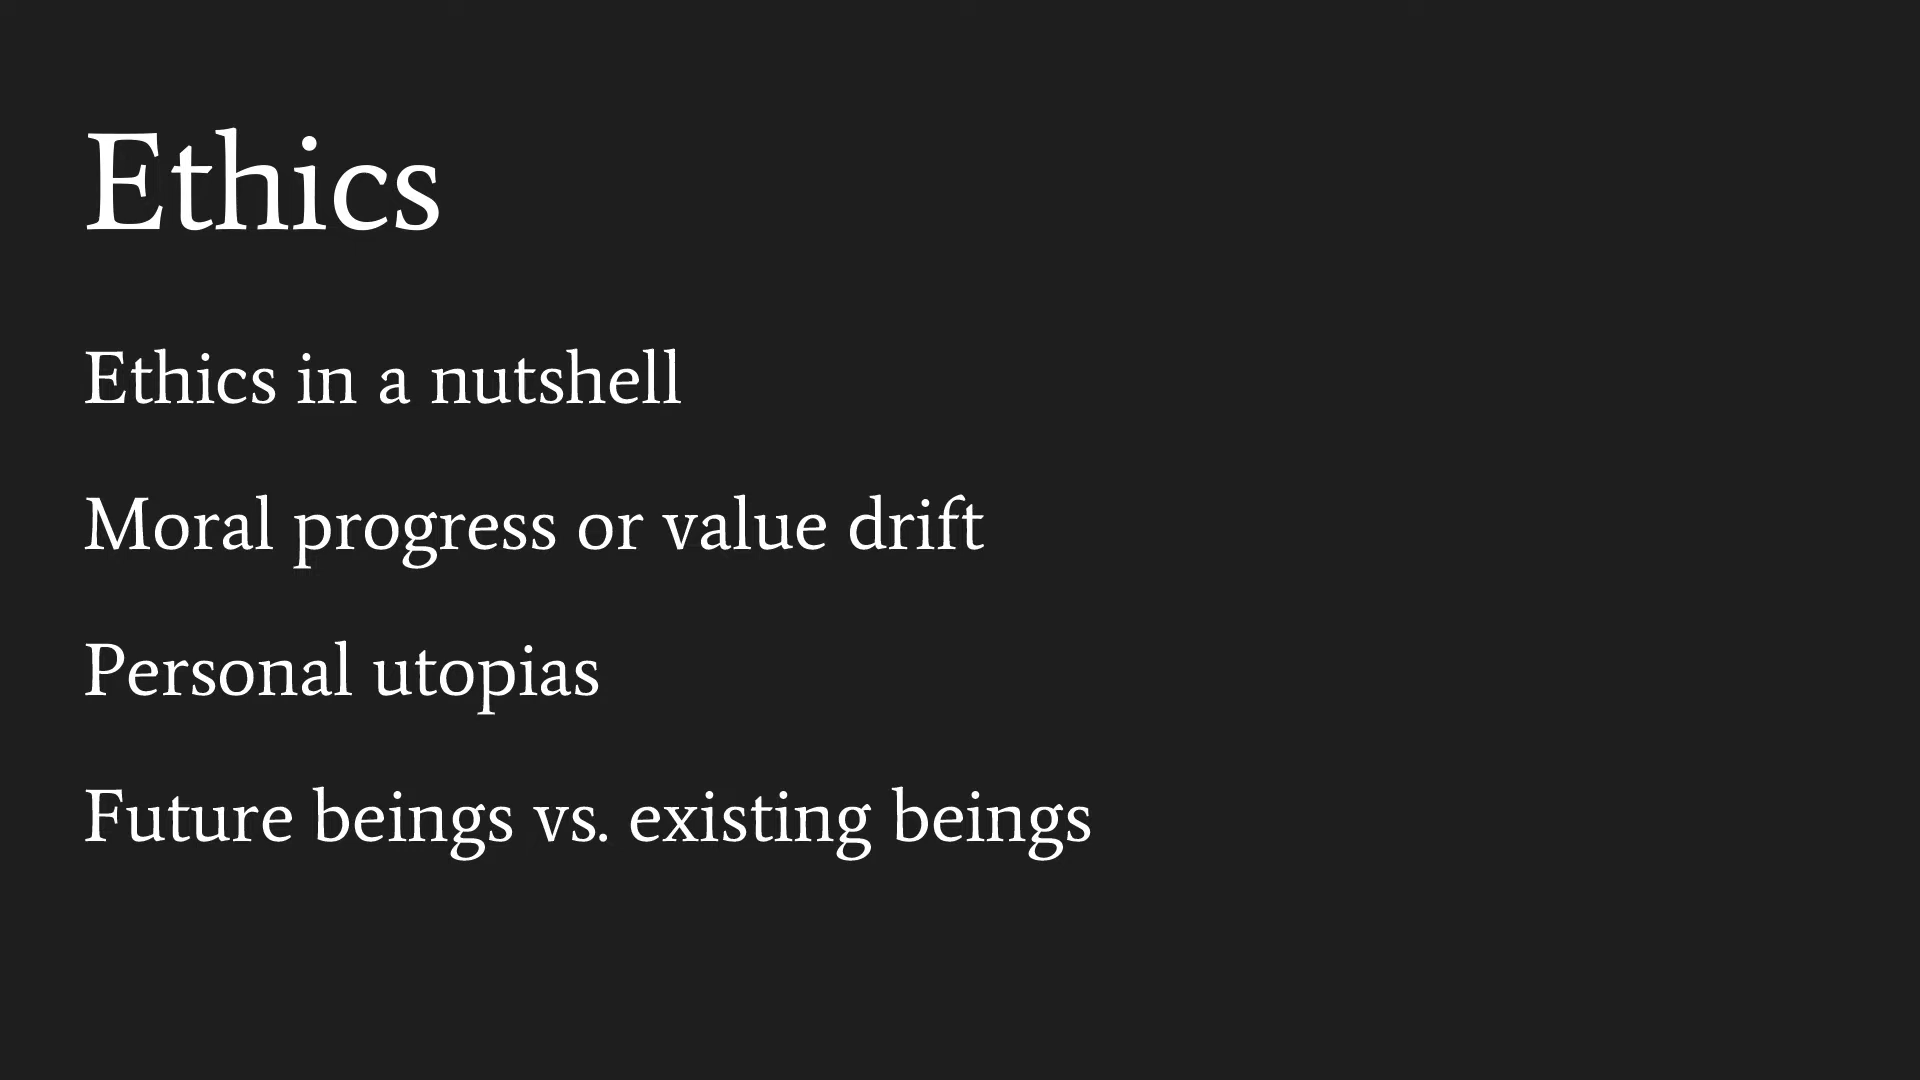 Ethics
Ethics in a nutshell
Moral progress or value drift
Personal utopias
Future beings vs. existing beings